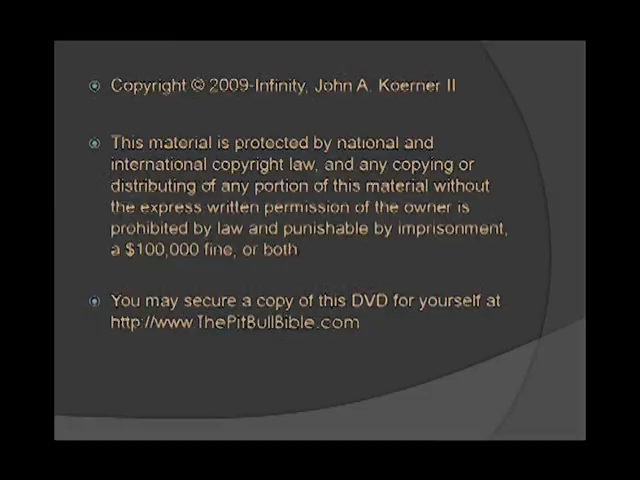 Copyright © 2009-Infinity, John A. Koerner II
This material is protected by national and
international copyright law, and any copying or
distributing of any portion of this material without
the express written permission of the owner is
prohibited by law and punishable by imprisonment,
a $100,000 fine, or both
You may secure a copy of this DVD for yourself at
http://www.ThePitBullBible.com